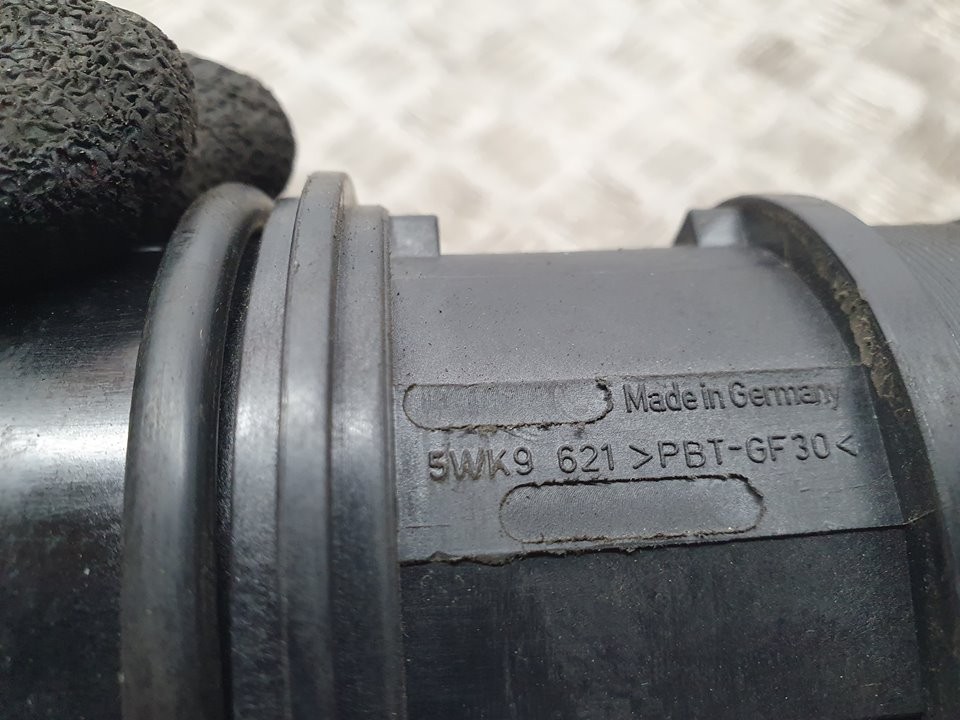 Made in Germany
5WK9 621 >PBT-GF30<